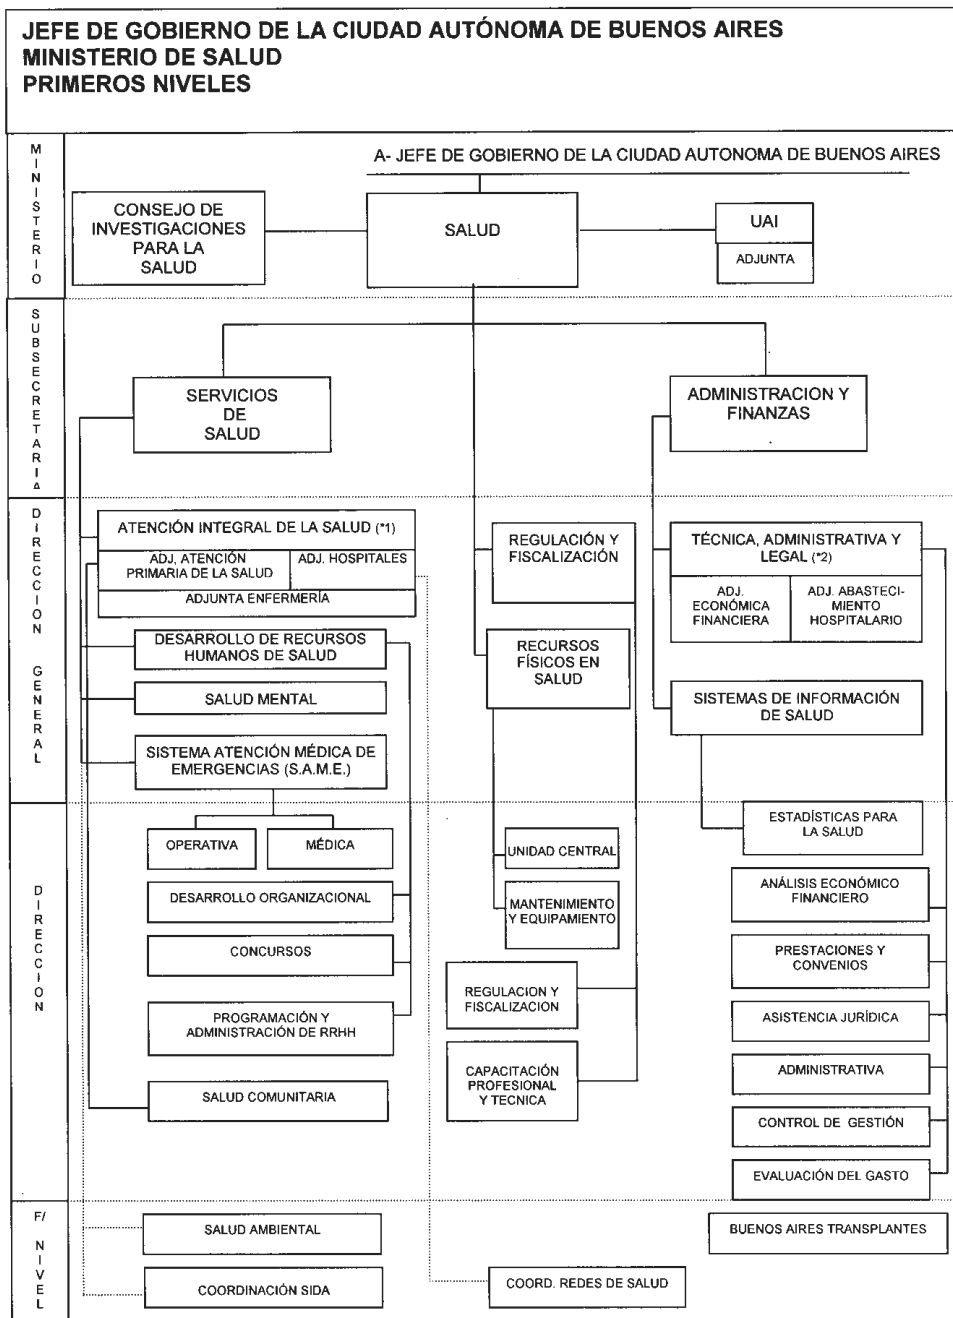 JEFE DE GOBIERNO DE LA CIUDAD AUTÓNOMA DE BUENOS AIRES
MINISTERIO DE SALUD
PRIMEROS NIVELES
MINISTERIO
A- JEFE DE GOBIERNO DE LA CIUDAD AUTONOMA DE BUENOS AIRES
CONSEJO DE
INVESTIGACIONES
PARA LA
SALUD
SALUD
UAI
ADJUNTA
SUBSECRETARIA
SERVICIOS
DE
SALUD
ADMINISTRACION Y
FINANZAS
DIRECCION GENERAL
ATENCIÓN INTEGRAL DE LA SALUD (*1)
ADJ, ATENCIÓN
PRIMARIA DE LA SALUD
ADJ. HOSPITALES
ADJUNTA ENFERMERÍA
DESARROLLO DE RECURSOS
HUMANOS DE SALUD
SALUD MENTAL
SISTEMA ATENCIÓN MÉDICA DE
EMERGENCIAS (S.A.M.E.)
REGULACIÓN Y
FISCALIZACIÓN
RECURSOS
FÍSICOS EN
SALUD
TÉCNICA, ADMINISTRATIVA Y
LEGAL (*2)
ADJ.
ECONÓMICA
FINANCIERA
ADJ. ABASTECI-
MIENTO
HOSPITALARIO
SISTEMAS DE INFORMACIÓN
DE SALUD
DIRECCION
OPERATIVA
MÉDICA
DESARROLLO ORGANIZACIONAL
CONCURSOS
PROGRAMACIÓN Y
ADMINISTRACIÓN DE RRHH
SALUD COMUNITARIA
UNIDAD CENTRAL
MANTENIMIENTO
Y EQUIPAMIENTO
REGULACION Y
FISCALIZACION
CAPACITACIÓN
PROFESIONAL
Y TECNICA
ESTADÍSTICAS PARA
LA SALUD
ANÁLISIS ECONÓMICO
FINANCIERO
PRESTACIONES Y
CONVENIOS
ASISTENCIA JURÍDICA
ADMINISTRATIVA
CONTROL DE GESTIÓN
EVALUACIÓN DEL GASTO
F/ NIVEL
SALUD AMBIENTAL
BUENOS AIRES TRANSPLANTES
COORDINACIÓN SIDA
COORD. REDES DE SALUD